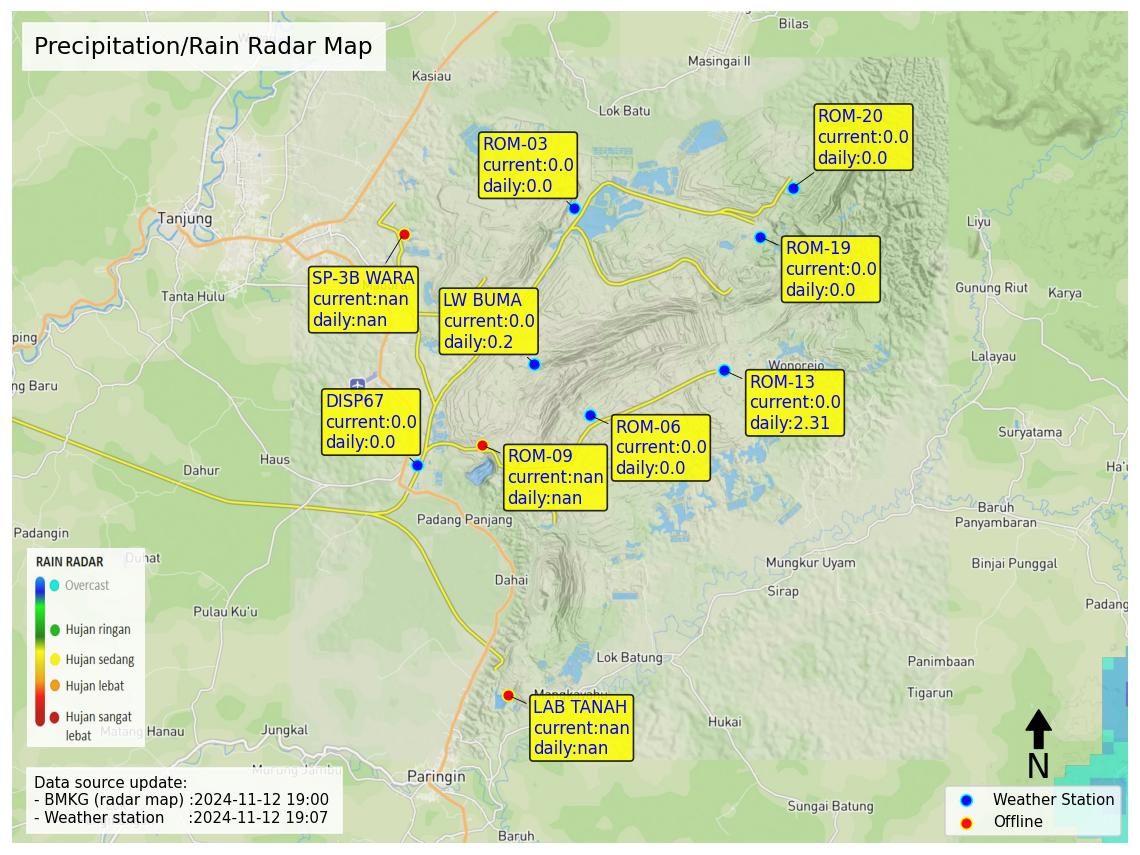 Precipitation/Rain Radar Map
Bilas
Masingai II
Kasiau
Lok Batu
ROM-20
current:0.0
daily:0.0
ROM-03
current:0.0
daily:0.0
Tanjung
Liyu
ROM-19
current:0.0
daily:0.0
SP-3B WARA
current:nan
daily:nan
Tanta Hulu
Gunung Riut
Karya
LW BUMA
current:0.0
daily:0.2
ping
Lalayau
Wonorejo
ng Baru
ROM-13
current:0.0
daily:2.31
DISP67
current:0.0
daily:0.0
ROM-06
current:0.0
daily:0.0
Suryatama
ROM-09
current:nan
daily:nan
Haus
Dahur
Ha'u
Baruh
Panyambaran
Padang Panjang
Padangin
Duhat
Mungkur Uyam
Binjai Punggal
RAIN RADAR
Overcast
Hujan ringan
Hujan sedang
Hujan lebat
Hujan sangat
lebat
Dahai
Sirap
Padang
Pulau Ku'u
Lok Batung
Panimbaan
Tigarun
LAB TANAH
current:nan
daily:nan
Hukai
Matang Hanau
Jungkal
N
Paringin
Sungai Batung
Baruh
Data source update:
- BMKG (radar map) :2024-11-12 19:00
- Weather station :2024-11-12 19:07
Weather Station
Offline